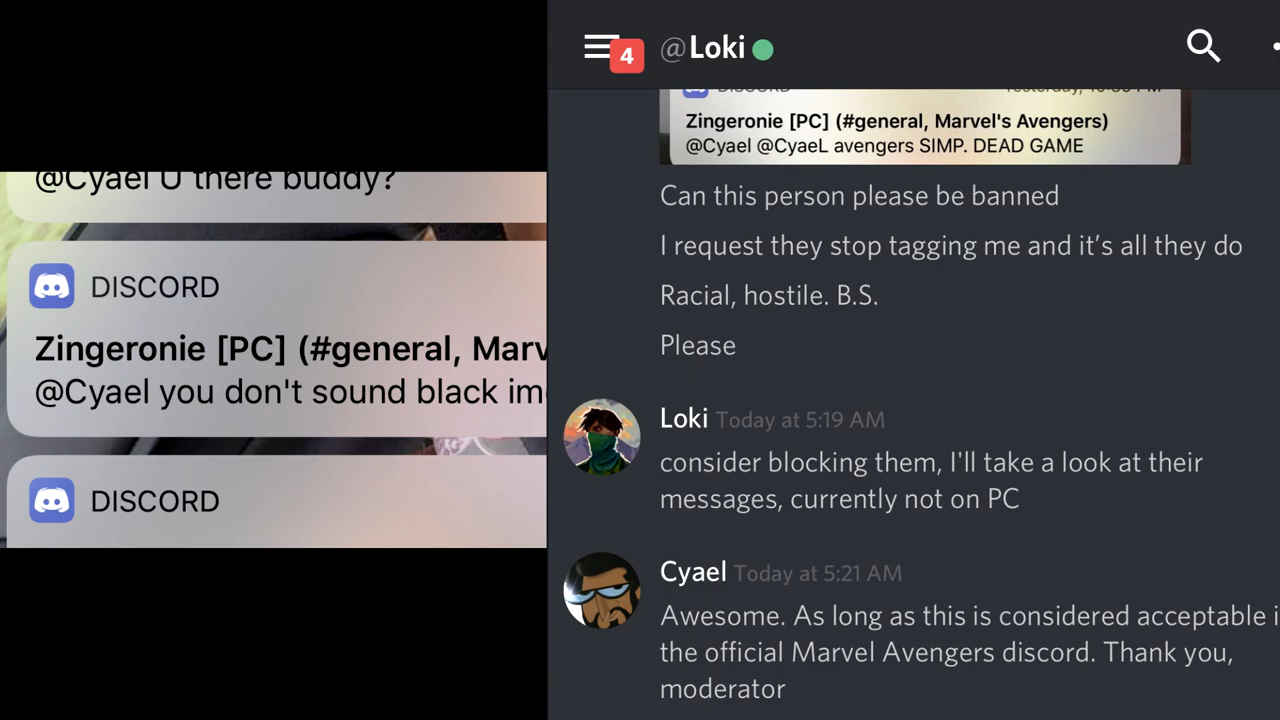 @Cyael U there buddy?
DISCORD
Zingeronie [PC] (#general, Marv
@Cyael you don't sound black im
DISCORD
4
@Loki
DISCORD Yesterday, 10:36 PM
Zingeronie [PC] (#general, Marvel's Avengers)
@Cyael @CyaeL avengers SIMP. DEAD GAME
Can this person please be banned
I request they stop tagging me and it’s all they do
Racial, hostile. B.S.
Please
Loki Today at 5:19 AM
consider blocking them, I'll take a look at their
messages, currently not on PC
Cyael Today at 5:21 AM
Awesome. As long as this is considered acceptable i
the official Marvel Avengers discord. Thank you,
moderator